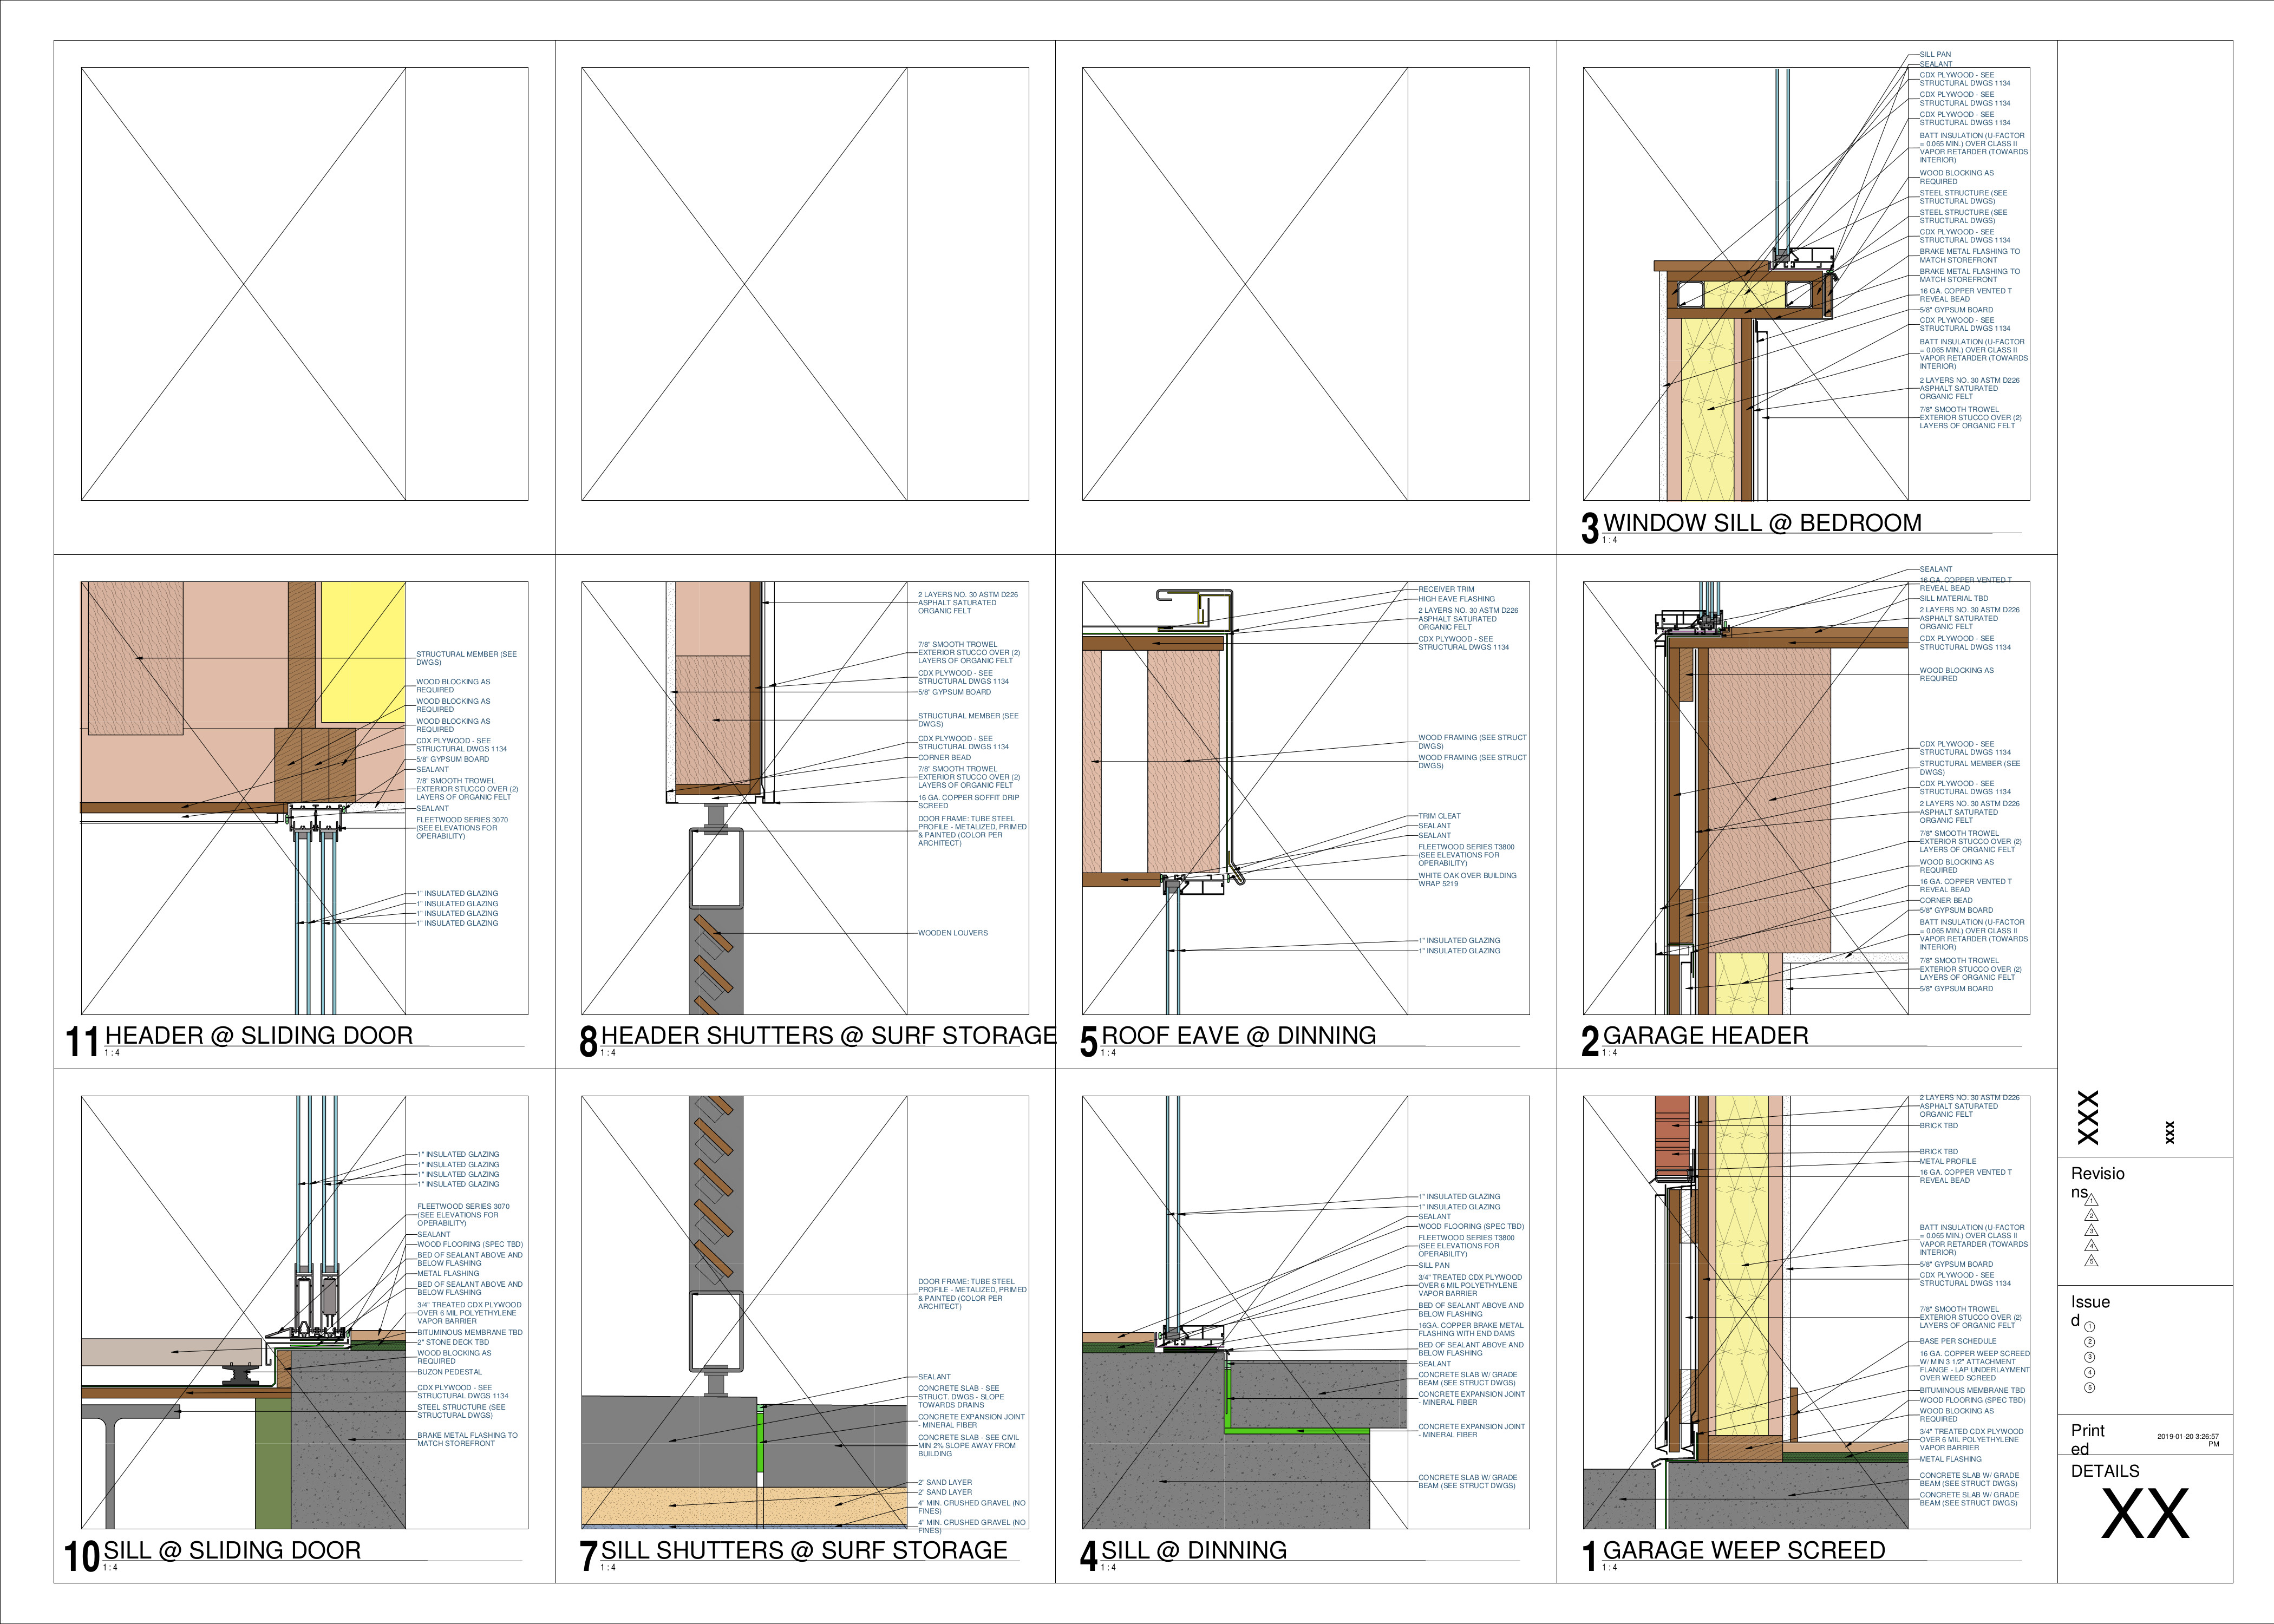 SILL PAN
SEALANT
CDX PLYWOOD - SEE
STRUCTURAL DWGS 1134
CDX PLYWOOD - SEE
STRUCTURAL DWGS 1134
CDX PLYWOOD - SEE
STRUCTURAL DWGS 1134
BATT INSULATION (U-FACTOR
= 0.065 MIN.) OVER CLASS II
VAPOR RETARDER (TOWARDS
INTERIOR)
WOOD BLOCKING AS
REQUIRED
STEEL STRUCTURE (SEE
STRUCTURAL DWGS)
STEEL STRUCTURE (SEE
STRUCTURAL DWGS)
CDX PLYWOOD - SEE
STRUCTURAL DWGS 1134
BRAKE METAL FLASHING TO
MATCH STOREFRONT
BRAKE METAL FLASHING TO
MATCH STOREFRONT
16 GA. COPPER VENTED T
REVEAL BEAD
5/8" GYPSUM BOARD
CDX PLYWOOD - SEE
STRUCTURAL DWGS 1134
BATT INSULATION (U-FACTOR
= 0.065 MIN.) OVER CLASS II
VAPOR RETARDER (TOWARDS
INTERIOR)
2 LAYERS NO. 30 ASTM D226
ASPHALT SATURATED
ORGANIC FELT
7/8" SMOOTH TROWEL
EXTERIOR STUCCO OVER (2)
LAYERS OF ORGANIC FELT
3 WINDOW SILL @ BEDROOM
1 : 4
STRUCTURAL MEMBER (SEE
DWGS)
WOOD BLOCKING AS
REQUIRED
WOOD BLOCKING AS
REQUIRED
WOOD BLOCKING AS
REQUIRED
CDX PLYWOOD - SEE
STRUCTURAL DWGS 1134
5/8" GYPSUM BOARD
SEALANT
7/8" SMOOTH TROWEL
EXTERIOR STUCCO OVER (2)
LAYERS OF ORGANIC FELT
SEALANT
FLEETWOOD SERIES 3070
(SEE ELEVATIONS FOR
OPERABILITY)
1" INSULATED GLAZING
1" INSULATED GLAZING
1" INSULATED GLAZING
1" INSULATED GLAZING
11 HEADER @ SLIDING DOOR
1 : 4
2 LAYERS NO. 30 ASTM D226
ASPHALT SATURATED
ORGANIC FELT
7/8" SMOOTH TROWEL
EXTERIOR STUCCO OVER (2)
LAYERS OF ORGANIC FELT
CDX PLYWOOD - SEE
STRUCTURAL DWGS 1134
5/8" GYPSUM BOARD
STRUCTURAL MEMBER (SEE
DWGS)
CDX PLYWOOD - SEE
STRUCTURAL DWGS 1134
CORNER BEAD
7/8" SMOOTH TROWEL
EXTERIOR STUCCO OVER (2)
LAYERS OF ORGANIC FELT
16 GA. COPPER SOFFIT DRIP
SCREED
DOOR FRAME: TUBE STEEL
PROFILE - METALIZED, PRIMED
& PAINTED (COLOR PER
ARCHITECT)
WOODEN LOUVERS
8 HEADER SHUTTERS @ SURF STORAGE
1 : 4
RECEIVER TRIM
HIGH EAVE FLASHING
2 LAYERS NO. 30 ASTM D226
ASPHALT SATURATED
ORGANIC FELT
CDX PLYWOOD - SEE
STRUCTURAL DWGS 1134
WOOD FRAMING (SEE STRUCT
DWGS)
WOOD FRAMING (SEE STRUCT
DWGS)
TRIM CLEAT
SEALANT
SEALANT
FLEETWOOD SERIES T3800
(SEE ELEVATIONS FOR
OPERABILITY)
WHITE OAK OVER BUILDING
WRAP 5219
1" INSULATED GLAZING
1" INSULATED GLAZING
5 ROOF EAVE @ DINNING
1 : 4
SEALANT
16 GA. COPPER VENTED T
REVEAL BEAD
SILL MATERIAL TBD
2 LAYERS NO. 30 ASTM D226
ASPHALT SATURATED
ORGANIC FELT
CDX PLYWOOD - SEE
STRUCTURAL DWGS 1134
WOOD BLOCKING AS
REQUIRED
CDX PLYWOOD - SEE
STRUCTURAL DWGS 1134
STRUCTURAL MEMBER (SEE
DWGS)
CDX PLYWOOD - SEE
STRUCTURAL DWGS 1134
2 LAYERS NO. 30 ASTM D226
ASPHALT SATURATED
ORGANIC FELT
7/8" SMOOTH TROWEL
EXTERIOR STUCCO OVER (2)
LAYERS OF ORGANIC FELT
WOOD BLOCKING AS
REQUIRED
16 GA. COPPER VENTED T
REVEAL BEAD
CORNER BEAD
5/8" GYPSUM BOARD
BATT INSULATION (U-FACTOR
= 0.065 MIN.) OVER CLASS II
VAPOR RETARDER (TOWARDS
INTERIOR)
7/8" SMOOTH TROWEL
EXTERIOR STUCCO OVER (2)
LAYERS OF ORGANIC FELT
5/8" GYPSUM BOARD
2 GARAGE HEADER
1 : 4
1" INSULATED GLAZING
1" INSULATED GLAZING
1" INSULATED GLAZING
1" INSULATED GLAZING
FLEETWOOD SERIES 3070
(SEE ELEVATIONS FOR
OPERABILITY)
SEALANT
WOOD FLOORING (SPEC TBD)
BED OF SEALANT ABOVE AND
BELOW FLASHING
METAL FLASHING
BED OF SEALANT ABOVE AND
BELOW FLASHING
3/4" TREATED CDX PLYWOOD
OVER 6 MIL POLYETHYLENE
VAPOR BARRIER
BITUMINOUS MEMBRANE TBD
2" STONE DECK TBD
WOOD BLOCKING AS
REQUIRED
BUZON PEDESTAL
CDX PLYWOOD - SEE
STRUCTURAL DWGS 1134
STEEL STRUCTURE (SEE
STRUCTURAL DWGS)
BRAKE METAL FLASHING TO
MATCH STOREFRONT
10 SILL @ SLIDING DOOR
1 : 4
DOOR FRAME: TUBE STEEL
PROFILE - METALIZED, PRIMED
& PAINTED (COLOR PER
ARCHITECT)
SEALANT
CONCRETE SLAB - SEE
STRUCT. DWGS - SLOPE
TOWARDS DRAINS
CONCRETE EXPANSION JOINT
- MINERAL FIBER
CONCRETE SLAB - SEE CIVIL
MIN 2% SLOPE AWAY FROM
BUILDING
2" SAND LAYER
2" SAND LAYER
4" MIN. CRUSHED GRAVEL (NO
FINES)
4" MIN. CRUSHED GRAVEL (NO
FINES)
7 SILL SHUTTERS @ SURF STORAGE
1 : 4
1" INSULATED GLAZING
1" INSULATED GLAZING
SEALANT
WOOD FLOORING (SPEC TBD)
FLEETWOOD SERIES T3800
(SEE ELEVATIONS FOR
OPERABILITY)
SILL PAN
3/4" TREATED CDX PLYWOOD
OVER 6 MIL POLYETHYLENE
VAPOR BARRIER
BED OF SEALANT ABOVE AND
BELOW FLASHING
16GA. COPPER BRAKE METAL
FLASHING WITH END DAMS
BED OF SEALANT ABOVE AND
BELOW FLASHING
SEALANT
CONCRETE SLAB W/ GRADE
BEAM (SEE STRUCT DWGS)
CONCRETE EXPANSION JOINT
- MINERAL FIBER
CONCRETE EXPANSION JOINT
- MINERAL FIBER
CONCRETE SLAB W/ GRADE
BEAM (SEE STRUCT DWGS)
4 SILL @ DINNING
1 : 4
2 LAYERS NO. 30 ASTM D226
ASPHALT SATURATED
ORGANIC FELT
BRICK TBD
BRICK TBD
METAL PROFILE
16 GA. COPPER VENTED T
REVEAL BEAD
BATT INSULATION (U-FACTOR
= 0.065 MIN.) OVER CLASS II
VAPOR RETARDER (TOWARDS
INTERIOR)
5/8" GYPSUM BOARD
CDX PLYWOOD - SEE
STRUCTURAL DWGS 1134
7/8" SMOOTH TROWEL
EXTERIOR STUCCO OVER (2)
LAYERS OF ORGANIC FELT
BASE PER SCHEDULE
16 GA. COPPER WEEP SCREED
W/ MIN 3 1/2" ATTACHMENT
FLANGE - LAP UNDERLAYMENT
OVER WEED SCREED
BITUMINOUS MEMBRANE TBD
WOOD FLOORING (SPEC TBD)
WOOD BLOCKING AS
REQUIRED
3/4" TREATED CDX PLYWOOD
OVER 6 MIL POLYETHYLENE
VAPOR BARRIER
METAL FLASHING
CONCRETE SLAB W/ GRADE
BEAM (SEE STRUCT DWGS)
CONCRETE SLAB W/ GRADE
BEAM (SEE STRUCT DWGS)
1 GARAGE WEEP SCREED
1 : 4
XXX
xxx
Revisio
ns
1
2
3
4
5
Issue
d
1
2
3
4
5
Print
ed
2019-01-20 3:26:57
PM
DETAILS
XX